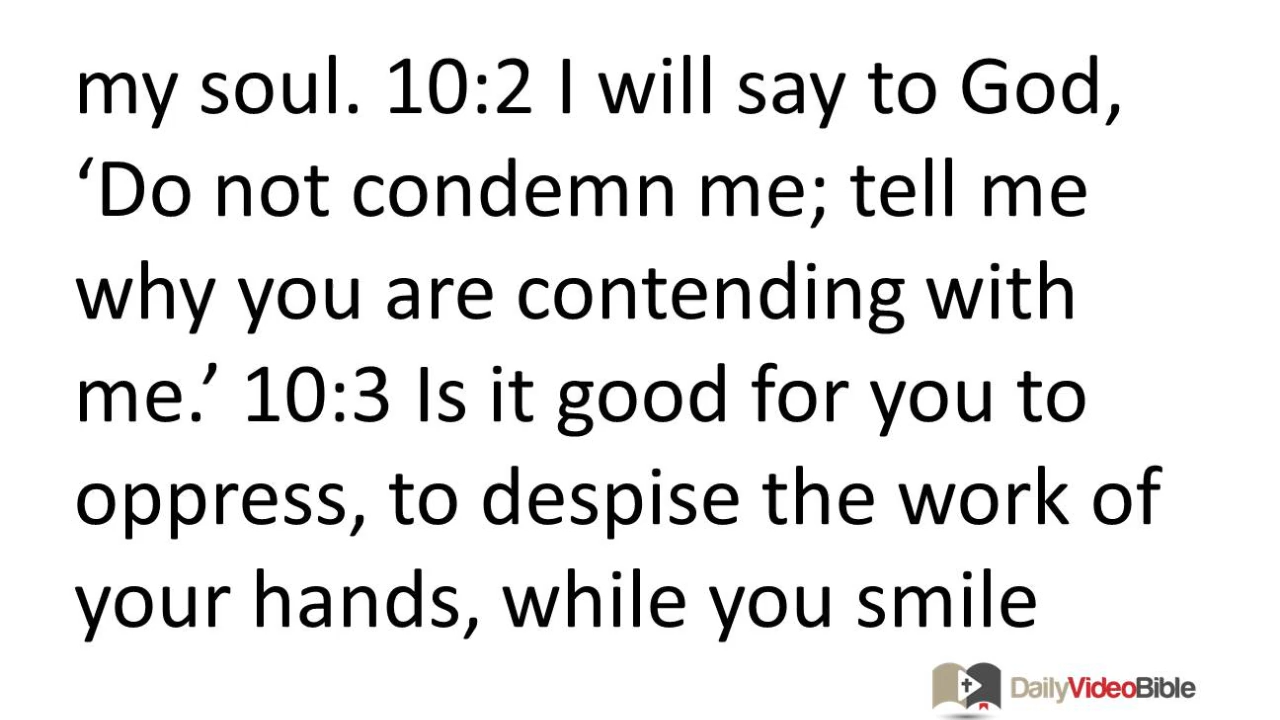 my soul. 10:2 I will say to God,
‘Do not condemn me; tell me
why you are contending with
me.’ 10:3 Is it good for you to
oppress, to despise the work of
your hands, while you smile
DailyVideoBible